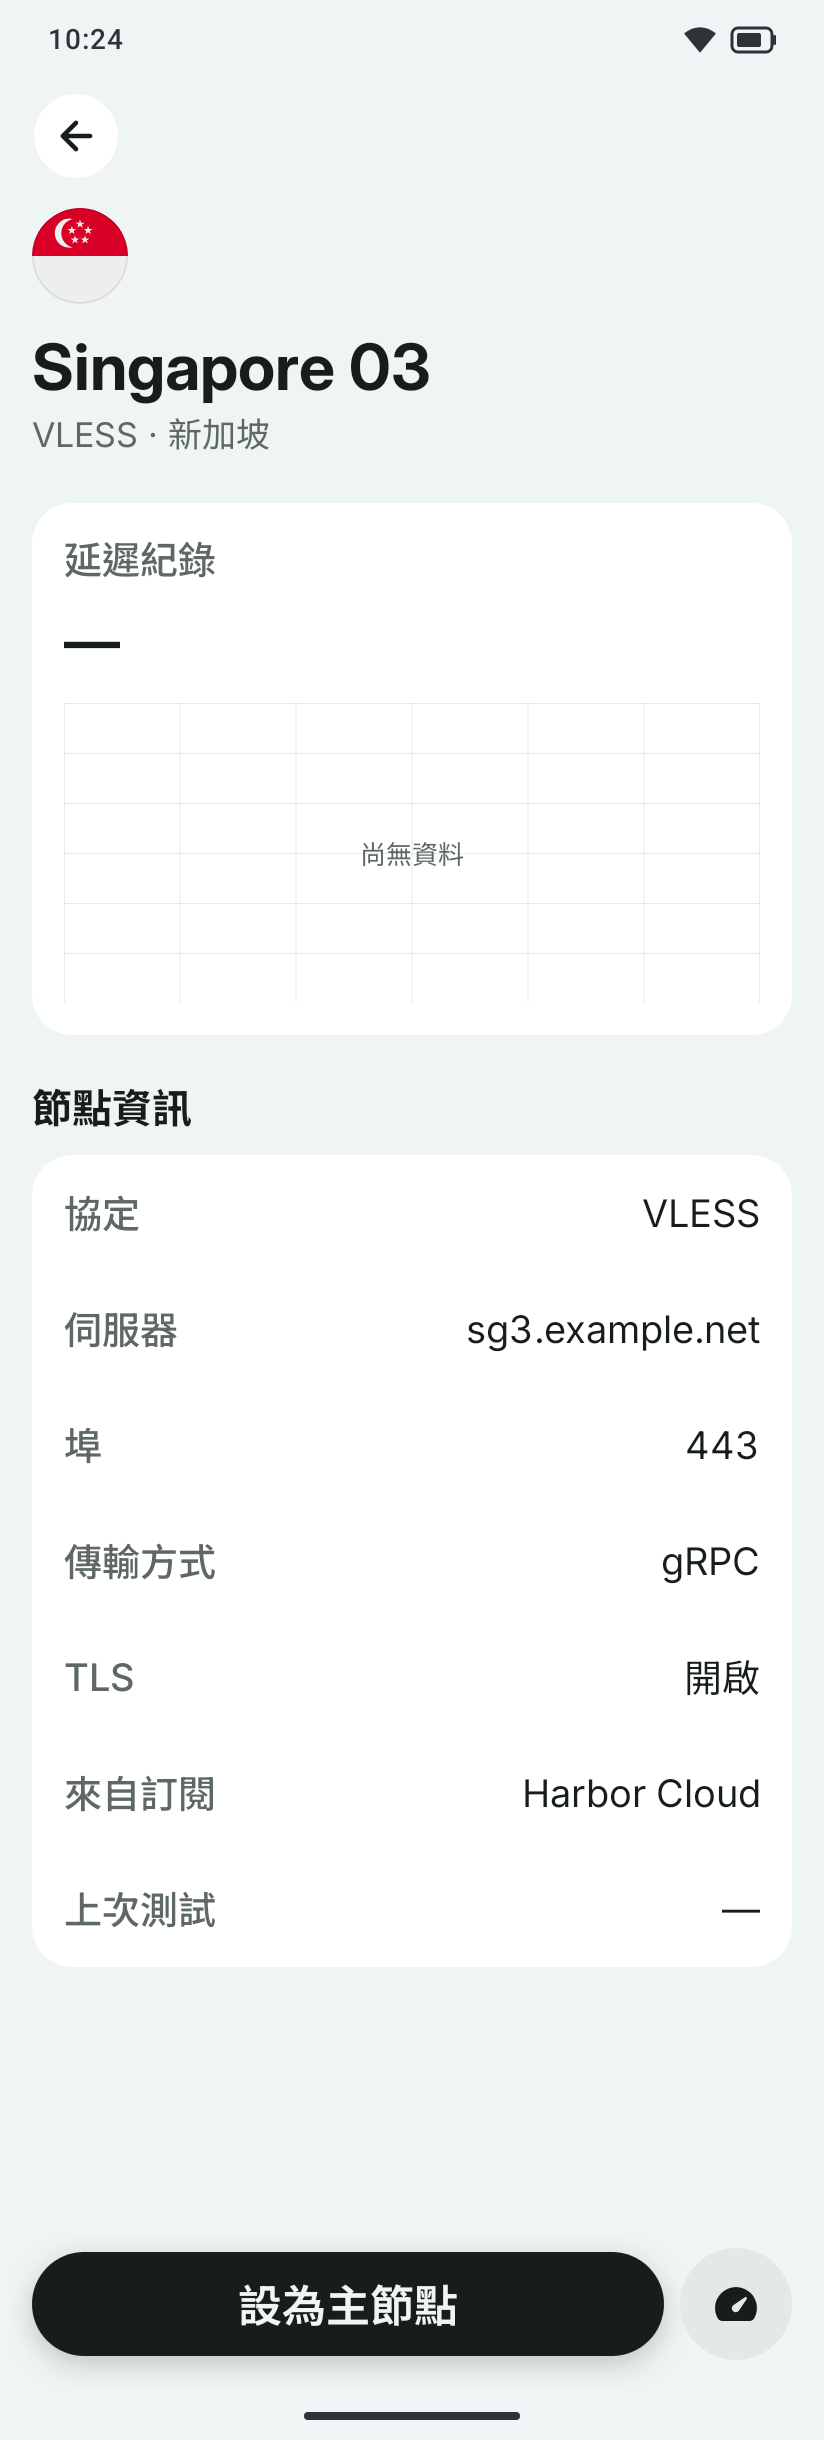 10:24
Singapore 03
VLESS · 新加坡
延遲紀錄
—
尚無資料
節點資訊
協定 VLESS
伺服器 sg3.example.net
埠 443
傳輸方式 gRPC
TLS 開啟
來自訂閱 Harbor Cloud
上次測試 —
設為主節點